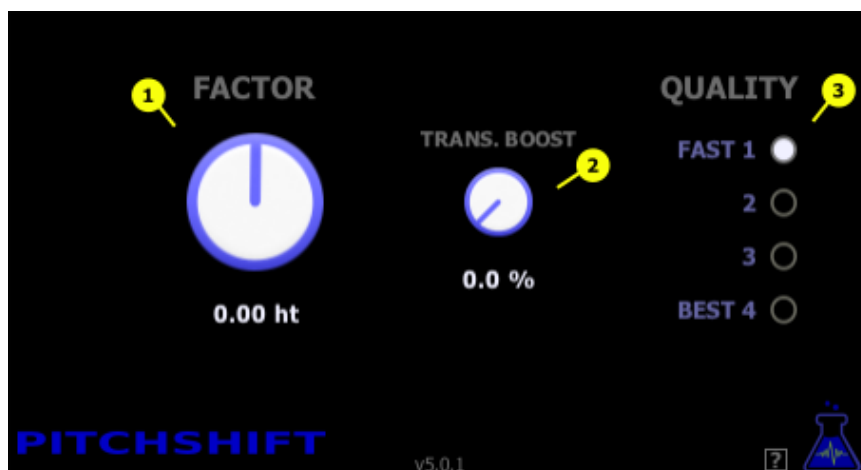 1
FACTOR
0.00 ht
TRANS. BOOST
2
0.0 %
QUALITY
3
FAST 1
2
3
BEST 4
PITCHSHIFT
v5.0.1
?